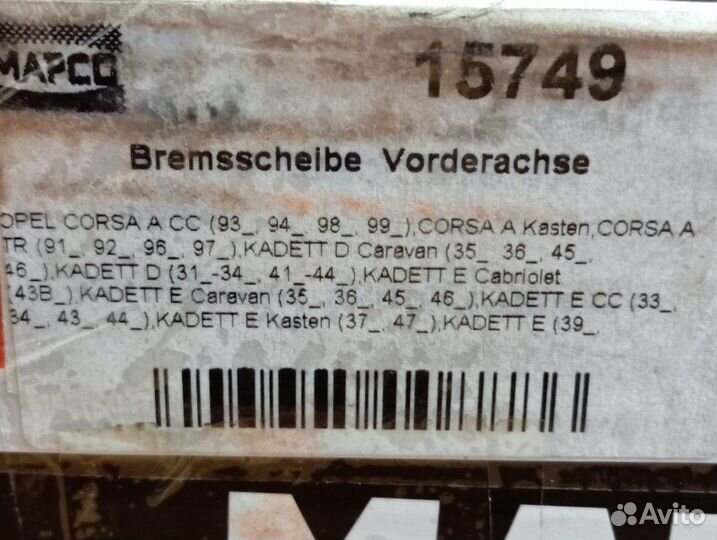 MAPCO
15749
Bremsscheibe Vorderachse
OPEL CORSA A CC (93_, 94_, 98_, 99_),CORSA A Kasten,CORSA A
TR (91_, 92_, 96_, 97_),KADETT D Caravan (35_ 36_, 45_,
46_),KADETT D (31_-34_, 41_-44_),KADETT E Cabriolet
(43B_),KADETT E Caravan (35_, 36_, 45_, 46_),KADETT E CC (33_,
34_, 43_, 44_),KADETT E Kasten (37_, 47_),KADETT E (39_,
Avito